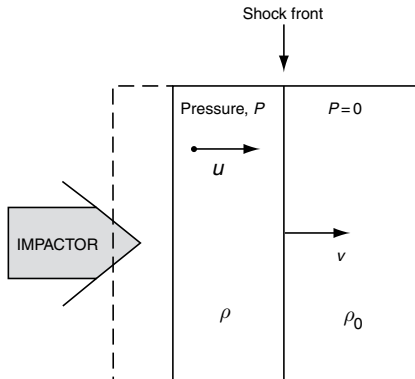 Shock front
Pressure, P
P = 0
u
IMPACTOR
v
ρ
ρ₀